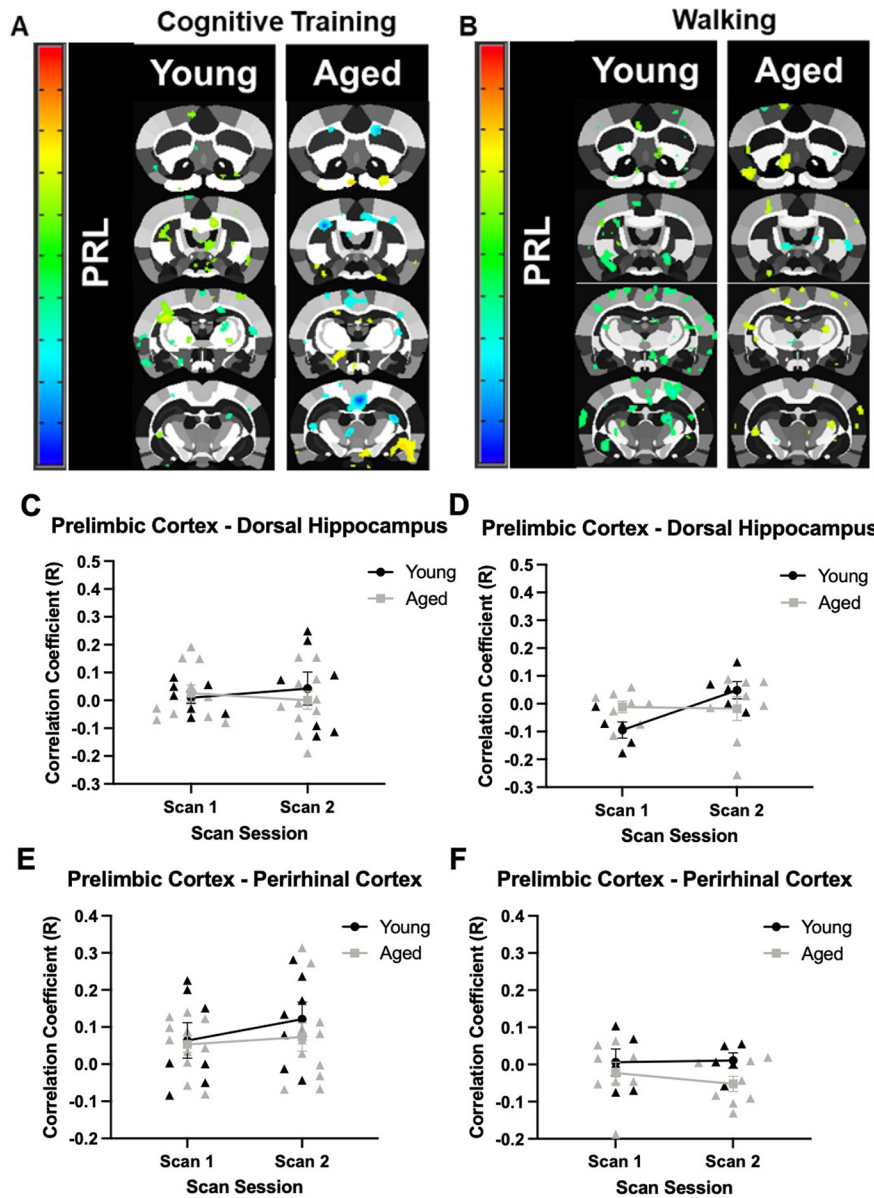 A
Cognitive Training
Young
Aged
PRL
B
Walking
Young
Aged
PRL
C
Prelimbic Cortex - Dorsal Hippocampus
Correlation Coefficient (R)
0.5
0.4
0.3
0.2
0.1
0.0
-0.1
-0.2
-0.3
Young
Aged
Scan 1
Scan 2
Scan Session
D
Prelimbic Cortex - Dorsal Hippocampus
Correlation Coefficient (R)
0.5
0.4
0.3
0.2
0.1
0.0
-0.1
-0.2
-0.3
Young
Aged
Scan 1
Scan 2
Scan Session
E
Prelimbic Cortex - Perirhinal Cortex
Correlation Coefficient (R)
0.4
0.3
0.2
0.1
0.0
-0.1
-0.2
Young
Aged
Scan 1
Scan 2
Scan Session
F
Prelimbic Cortex - Perirhinal Cortex
Correlation Coefficient (R)
0.4
0.3
0.2
0.1
0.0
-0.1
-0.2
Young
Aged
Scan 1
Scan 2
Scan Session